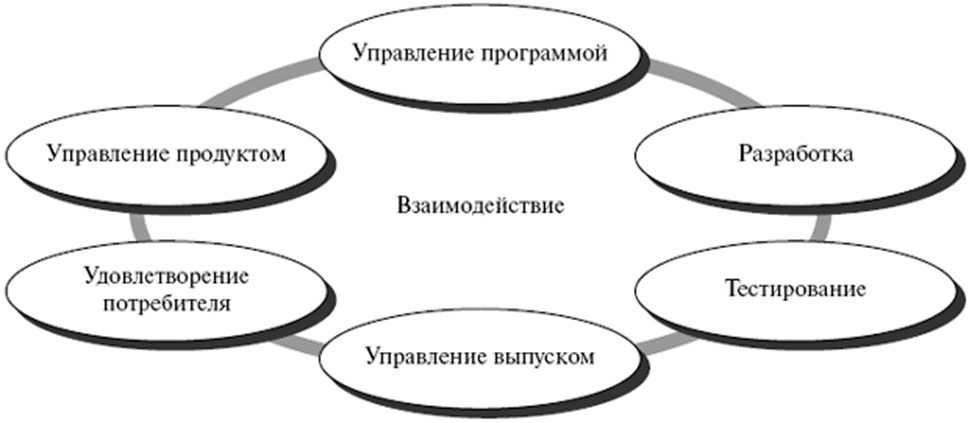 Управление программой
Управление продуктом
Разработка
Взаимодействие
Удовлетворение
потребителя
Тестирование
Управление выпуском